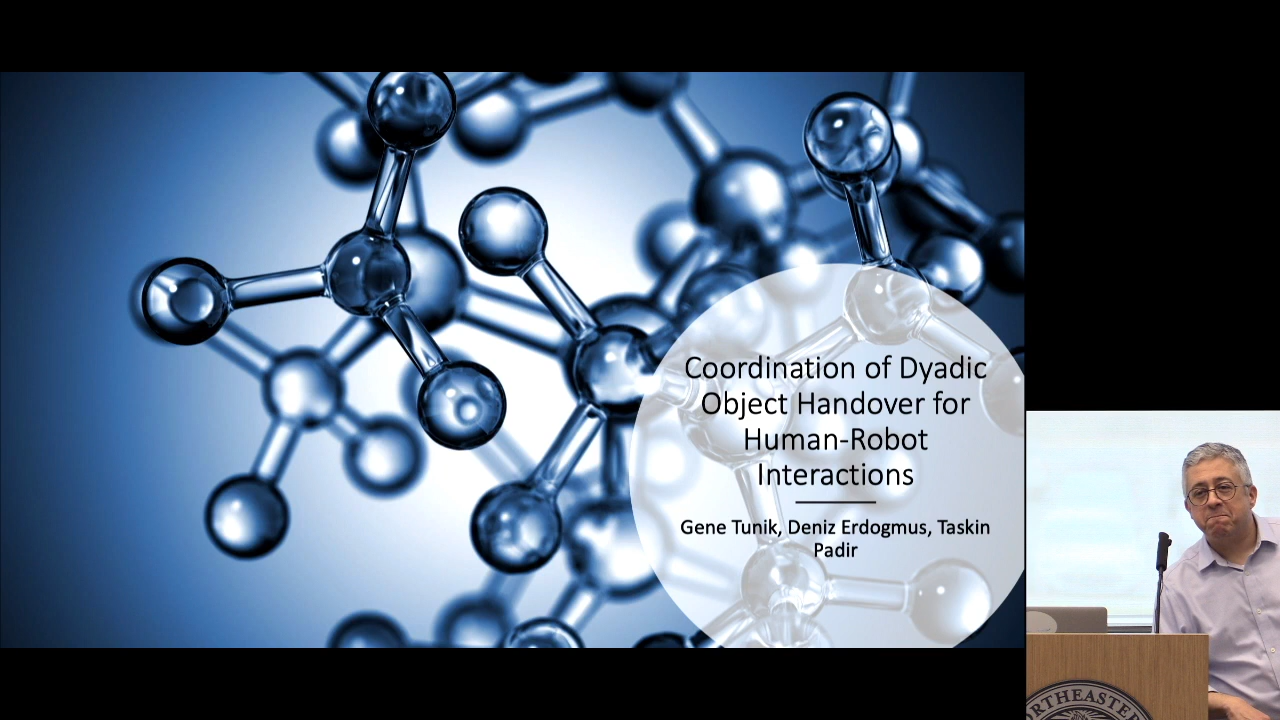 Coordination of Dyadic
Object Handover for
Human-Robot
Interactions
Gene Tunik, Deniz Erdogmus, Taskin
Padir